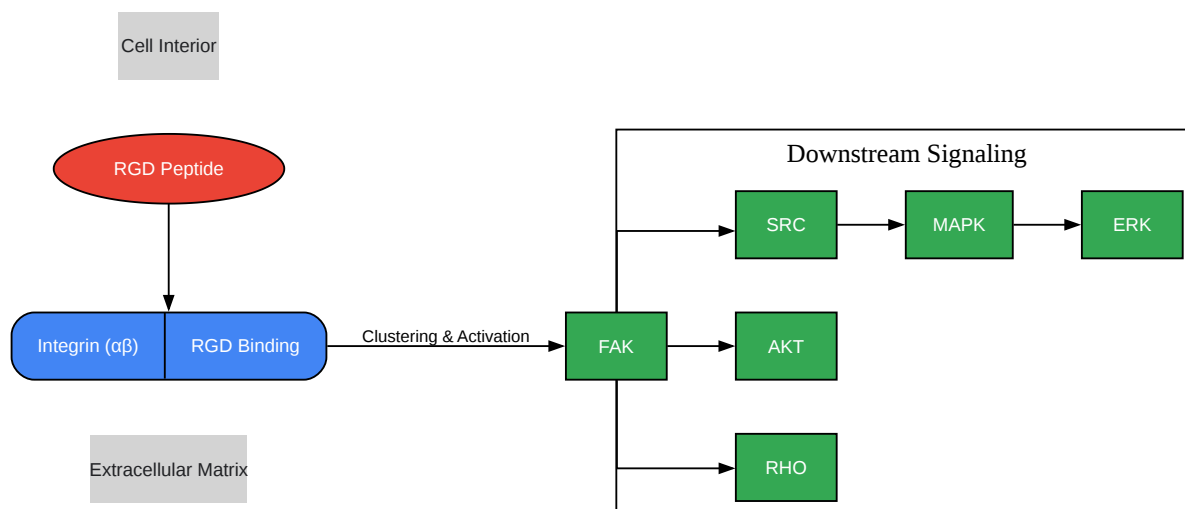 Cell Interior
RGD Peptide
Integrin (αβ)
RGD Binding
Extracellular Matrix
Clustering & Activation
FAK
Downstream Signaling
SRC
MAPK
ERK
AKT
RHO